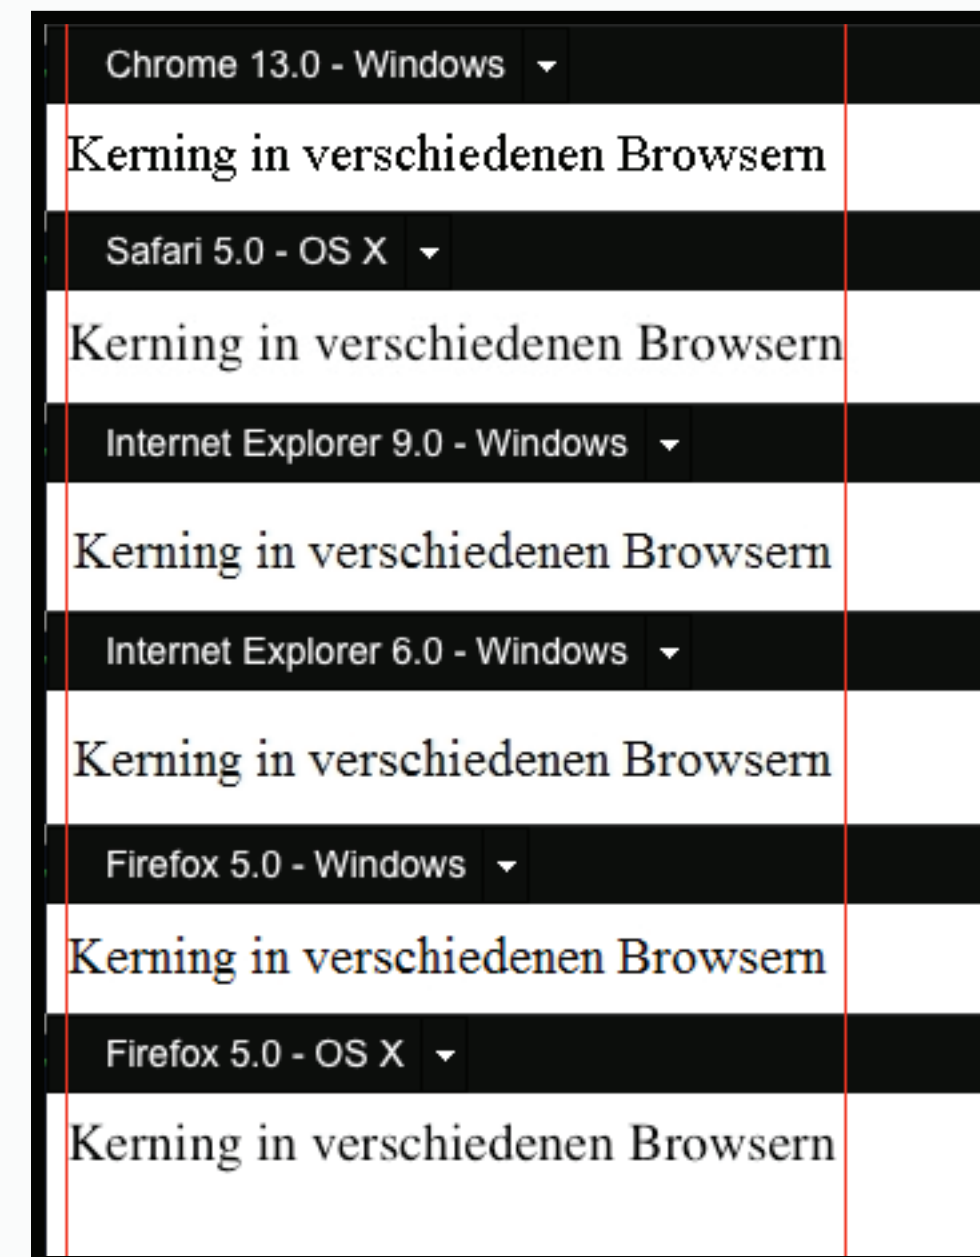 Chrome 13.0 - Windows
Kerning in verschiedenen Browsern
Safari 5.0 - OS X
Kerning in verschiedenen Browsern
Internet Explorer 9.0 - Windows
Kerning in verschiedenen Browsern
Internet Explorer 6.0 - Windows
Kerning in verschiedenen Browsern
Firefox 5.0 - Windows
Kerning in verschiedenen Browsern
Firefox 5.0 - OS X
Kerning in verschiedenen Browsern